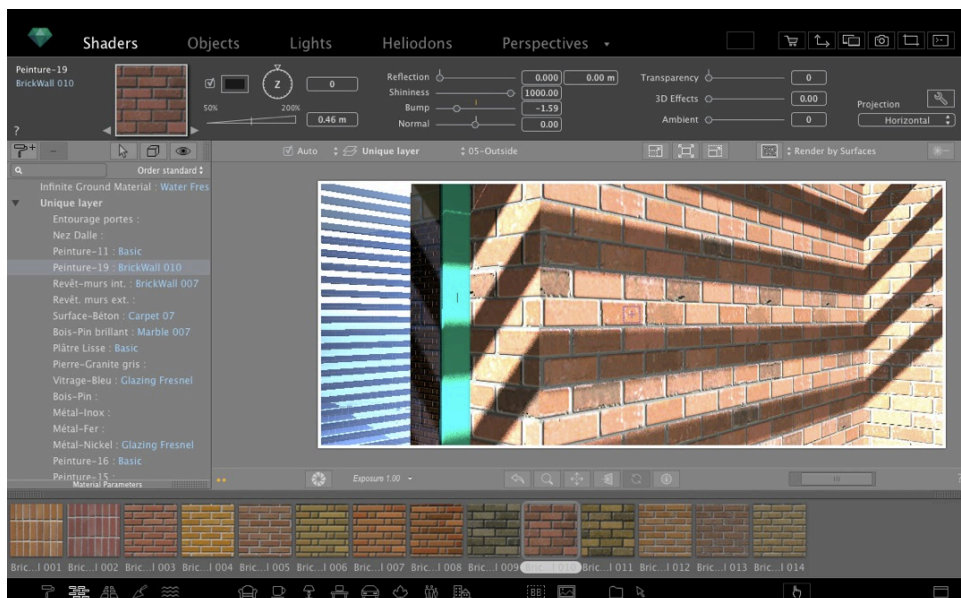 Shaders Objects Lights Heliodons Perspectives
Peinture-19
BrickWall 010
?
Z
0
50% 200%
0.46 m
Reflection 0.000 0.00 m
Shininess 1000.00
Bump -1.59
Normal 0.00
Transparency 0
3D Effects 0.00
Ambient 0
Projection
Horizontal
Auto Unique layer 05-Outside Render by Surfaces
Order standard
Infinite Ground Material : Water Fres
Unique layer
Entourage portes :
Nez Dalle :
Peinture-11 : Basic
Peinture-19 : BrickWall 010
Revêt-murs int. : BrickWall 007
Revêt. murs ext. :
Surface-Béton : Carpet 07
Bois-Pin brillant : Marble 007
Plâtre Lisse : Basic
Pierre-Granite gris :
Vitrage-Bleu : Glazing Fresnel
Bois-Pin :
Métal-Inox :
Métal-Fer :
Métal-Nickel : Glazing Fresnel
Peinture-16 : Basic
Peinture-15 :
Material Parameters
Exposure 1.00
Bric...l 001 Bric...l 002 Bric...l 003 Bric...l 004 Bric...l 005 Bric...l 006 Bric...l 007 Bric...l 008 Bric...l 009 Bric...l 010 Bric...l 011 Bric...l 012 Bric...l 013 Bric...l 014